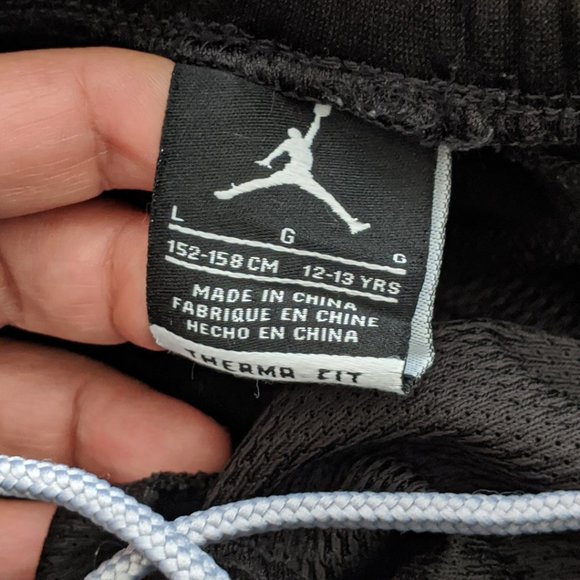 L G G
152-158 CM 12-13 YRS
MADE IN CHINA
FABRIQUE EN CHINE
HECHO EN CHINA
THERMA FIT